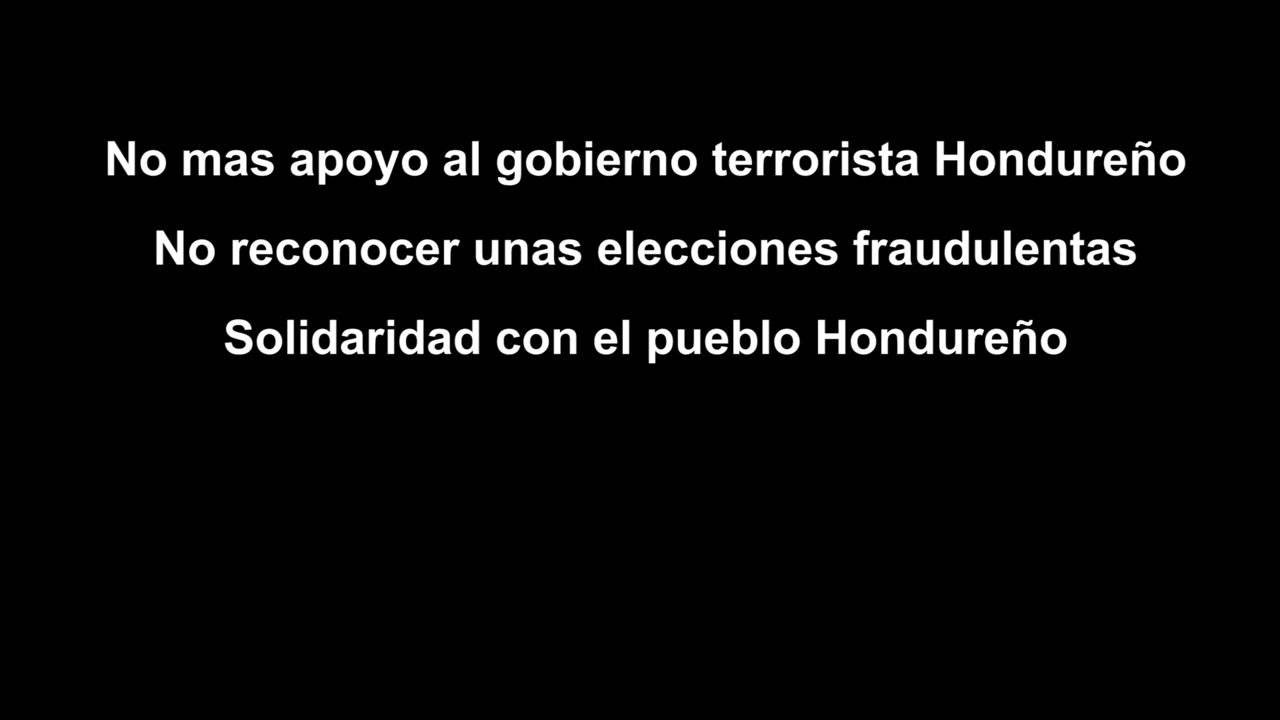 No mas apoyo al gobierno terrorista Hondureño
No reconocer unas elecciones fraudulentas
Solidaridad con el pueblo Hondureño